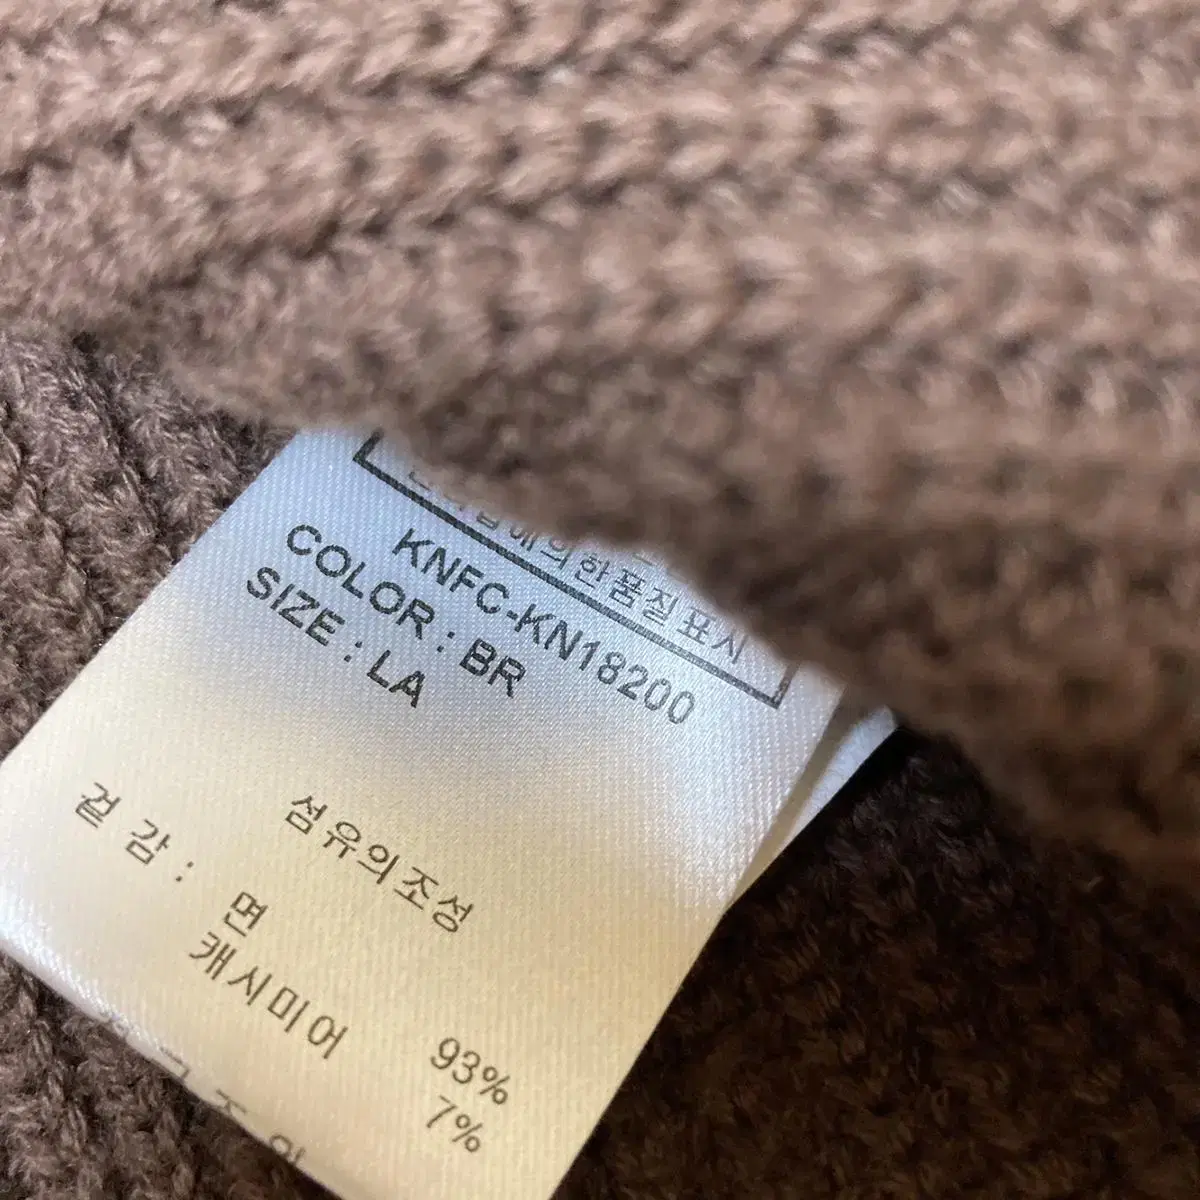 의한품질표시
KNFC-KN18200
COLOR : BR
SIZE : LA
섬유의조성
겉 감 :
면 93%
캐시미어 7%